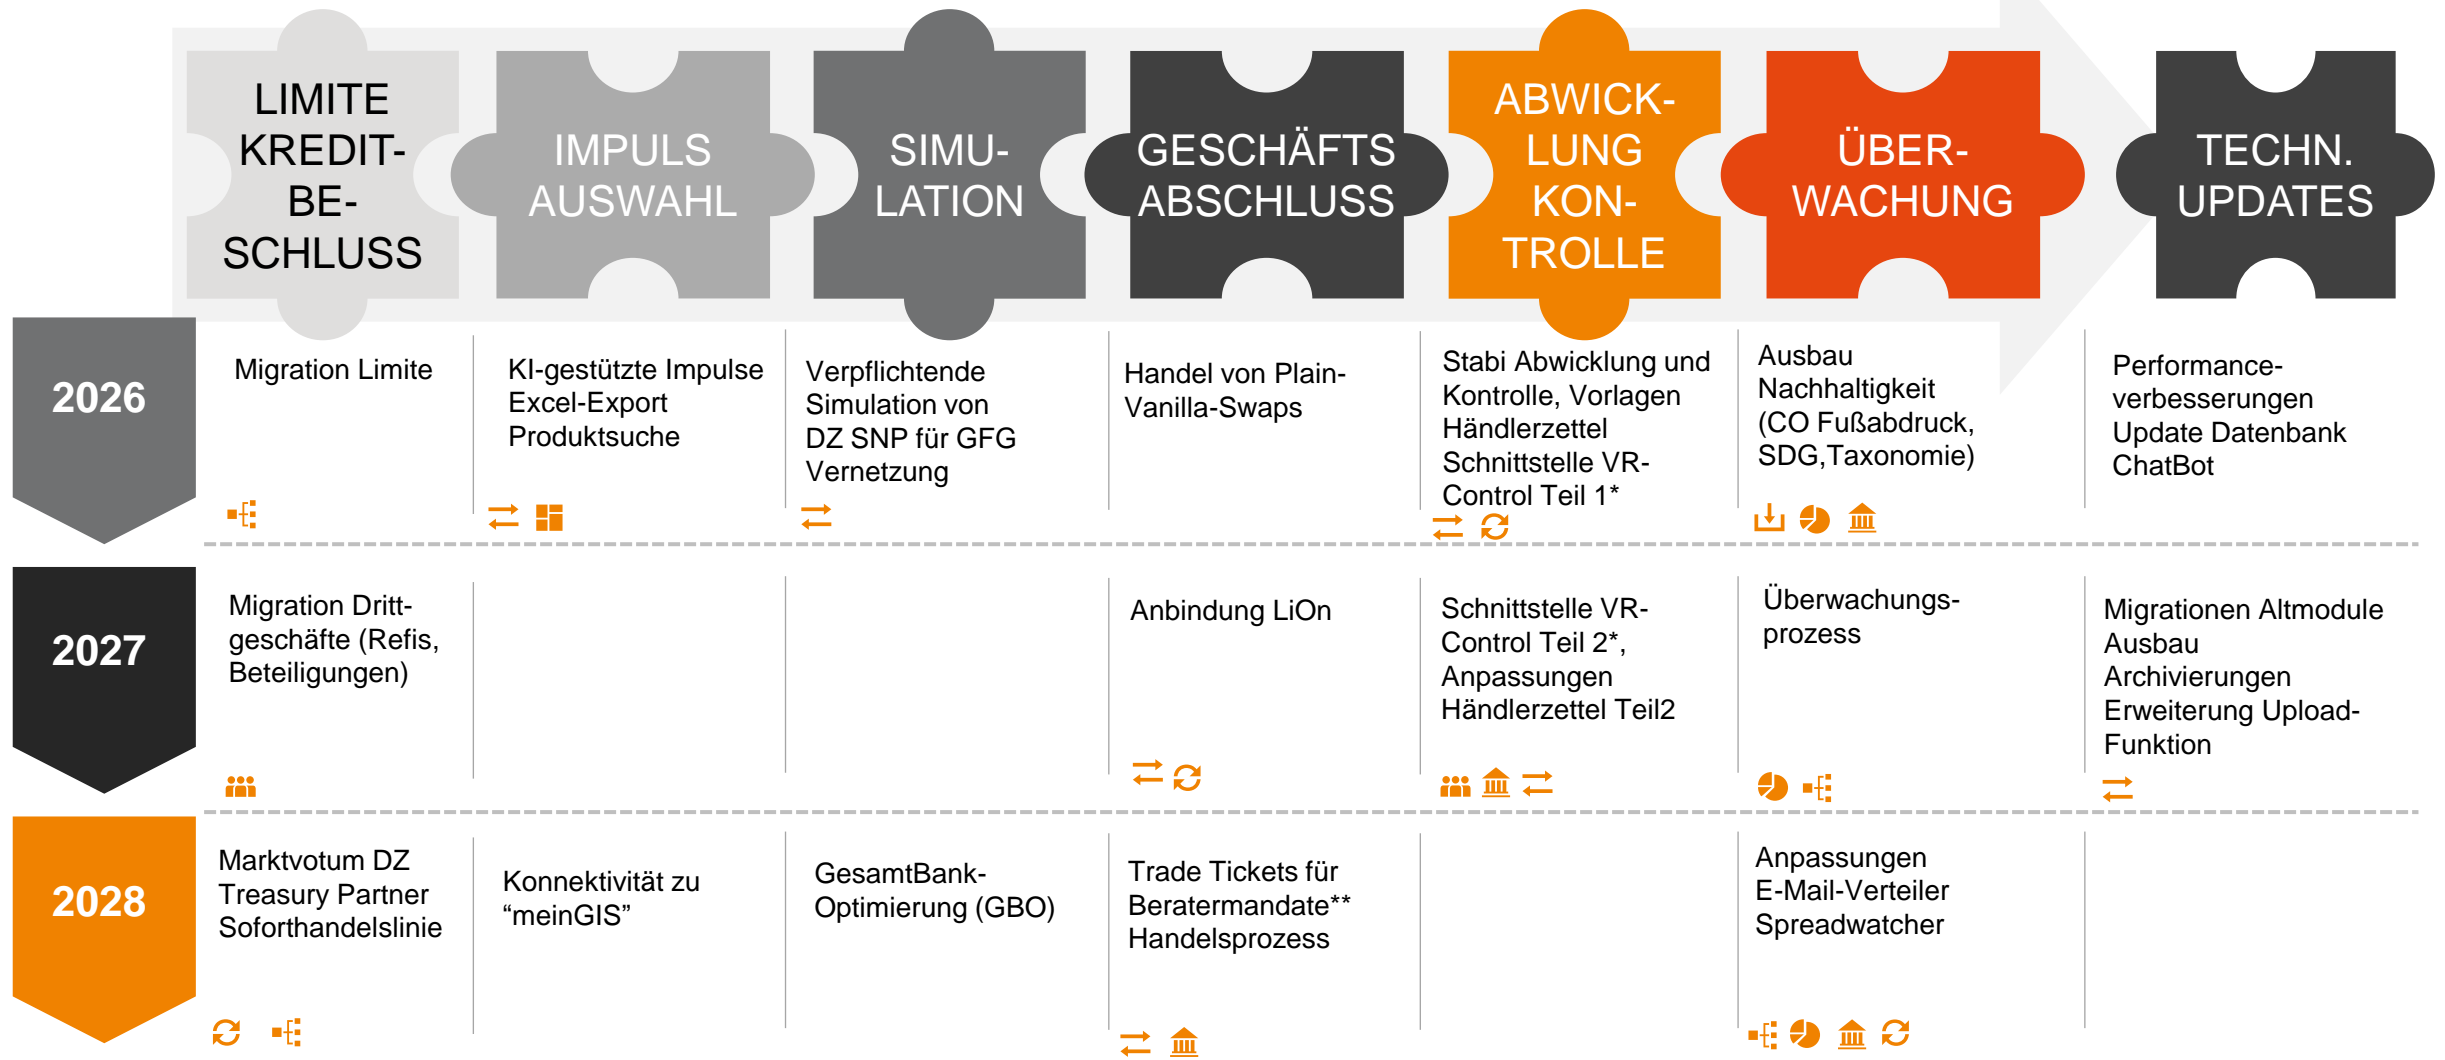 LIMITE
KREDIT-
BE-
SCHLUSS
IMPULS
AUSWAHL
SIMU-
LATION
GESCHÄFTS
ABSCHLUSS
ABWICK-
LUNG
KON-
TROLLE
ÜBER-
WACHUNG
TECHN.
UPDATES
2026
Migration Limite
KI-gestützte Impulse
Excel-Export
Produktsuche
Verpflichtende
Simulation von
DZ SNP für GFG
Vernetzung
Handel von Plain-
Vanilla-Swaps
Stabi Abwicklung und
Kontrolle, Vorlagen
Händlerzettel
Schnittstelle VR-
Control Teil 1*
Ausbau
Nachhaltigkeit
(CO Fußabdruck,
SDG,Taxonomie)
Performance-
verbesserungen
Update Datenbank
ChatBot
2027
Migration Dritt-
geschäfte (Refis,
Beteiligungen)
Anbindung LiOn
Schnittstelle VR-
Control Teil 2*,
Anpassungen
Händlerzettel Teil2
Überwachungs-
prozess
Migrationen Altmodule
Ausbau
Archivierungen
Erweiterung Upload-
Funktion
2028
Marktvotum DZ
Treasury Partner
Soforthandelslinie
Konnektivität zu
“meinGIS”
GesamtBank-
Optimierung (GBO)
Trade Tickets für
Beratermandate**
Handelsprozess
Anpassungen
E-Mail-Verteiler
Spreadwatcher